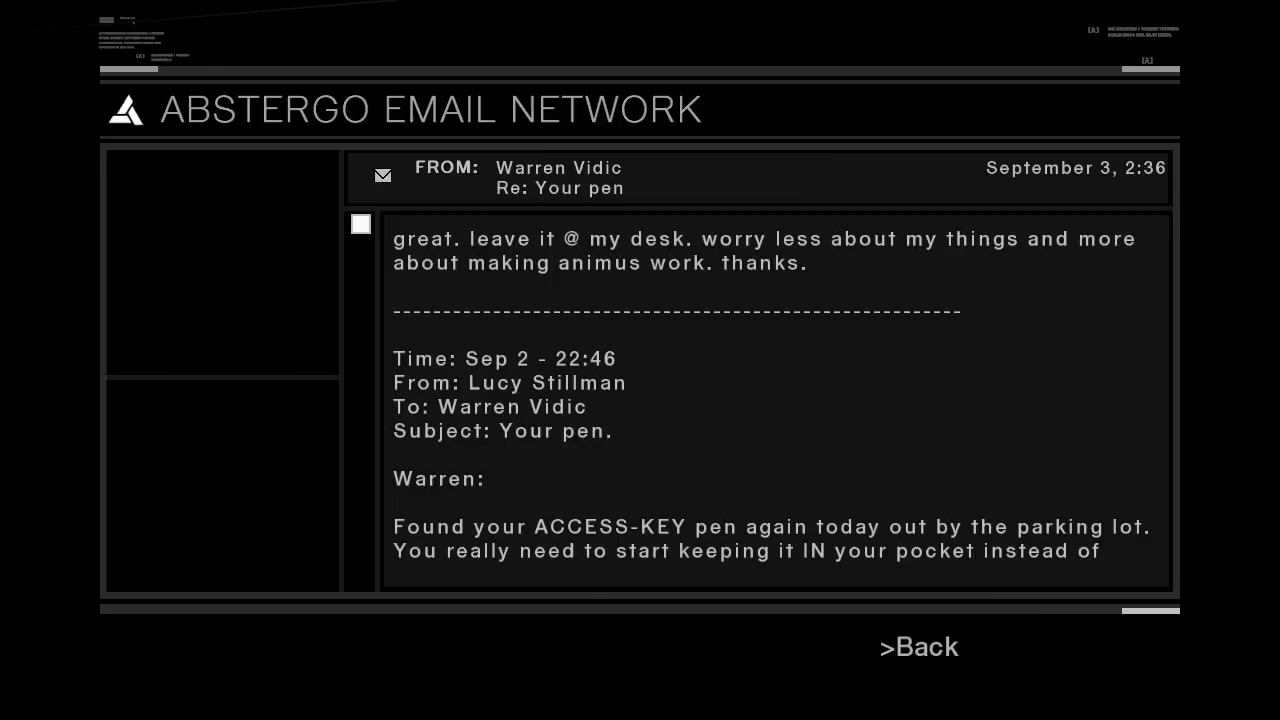 ABSTERGO EMAIL NETWORK
FROM: Warren Vidic September 3, 2:36
Re: Your pen
great. leave it @ my desk. worry less about my things and more
about making animus work. thanks.
---------------------------------------------------------
Time: Sep 2 - 22:46
From: Lucy Stillman
To: Warren Vidic
Subject: Your pen.
Warren:
Found your ACCESS-KEY pen again today out by the parking lot.
You really need to start keeping it IN your pocket instead of
>Back